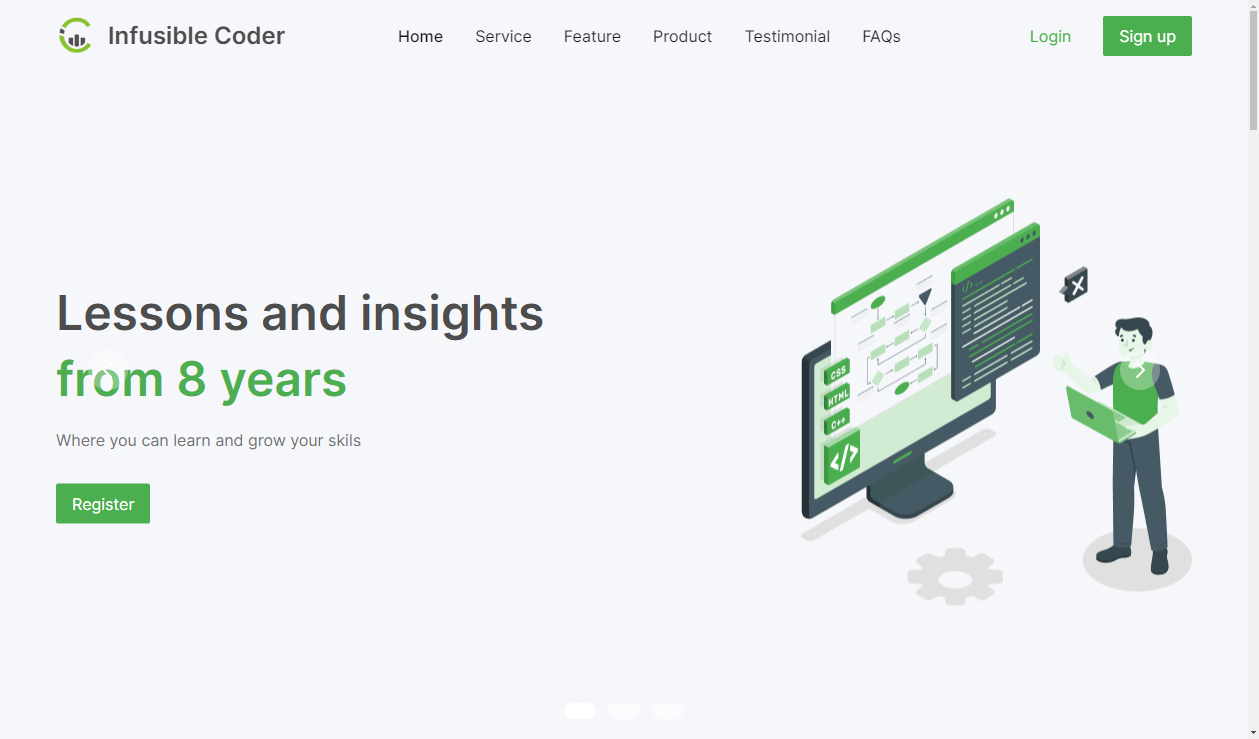 Infusible Coder
Home Service Feature Product Testimonial FAQs
Login Sign up
Lessons and insights
from 8 years
Where you can learn and grow your skils
Register
CSS
HTML
C++
</>
</>